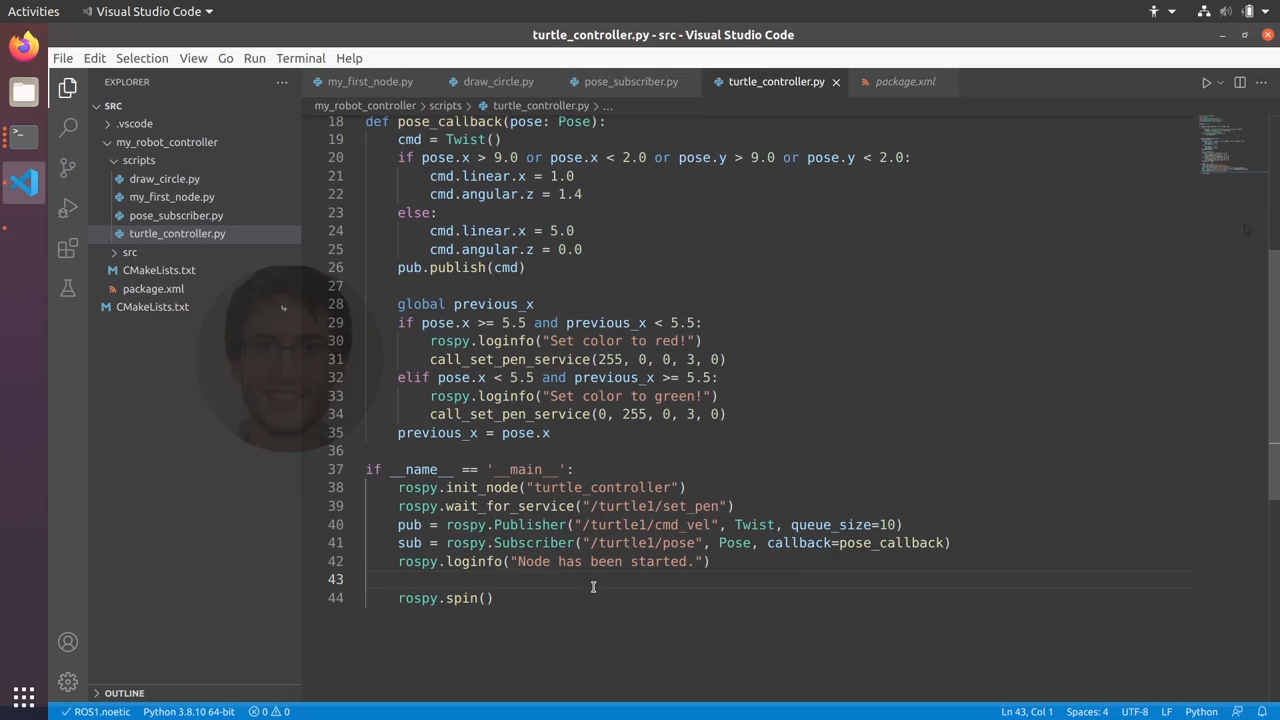 Activities
Visual Studio Code
turtle_controller.py - src - Visual Studio Code
File Edit Selection View Go Run Terminal Help
EXPLORER
my_first_node.py
draw_circle.py
pose_subscriber.py
turtle_controller.py
package.xml
SRC
.vscode
my_robot_controller
scripts
draw_circle.py
my_first_node.py
pose_subscriber.py
turtle_controller.py
src
CMakeLists.txt
package.xml
CMakeLists.txt
OUTLINE
my_robot_controller > scripts > turtle_controller.py > ...
18 def pose_callback(pose: Pose):
19 cmd = Twist()
20 if pose.x > 9.0 or pose.x < 2.0 or pose.y > 9.0 or pose.y < 2.0:
21 cmd.linear.x = 1.0
22 cmd.angular.z = 1.4
23 else:
24 cmd.linear.x = 5.0
25 cmd.angular.z = 0.0
26 pub.publish(cmd)
27
28 global previous_x
29 if pose.x >= 5.5 and previous_x < 5.5:
30 rospy.loginfo("Set color to red!")
31 call_set_pen_service(255, 0, 0, 3, 0)
32 elif pose.x < 5.5 and previous_x >= 5.5:
33 rospy.loginfo("Set color to green!")
34 call_set_pen_service(0, 255, 0, 3, 0)
35 previous_x = pose.x
36
37 if __name__ == '__main__':
38 rospy.init_node("turtle_controller")
39 rospy.wait_for_service("/turtle1/set_pen")
40 pub = rospy.Publisher("/turtle1/cmd_vel", Twist, queue_size=10)
41 sub = rospy.Subscriber("/turtle1/pose", Pose, callback=pose_callback)
42 rospy.loginfo("Node has been started.")
43
44 rospy.spin()
ROS1.noetic Python 3.8.10 64-bit 0 0 Ln 43, Col 1 Spaces: 4 UTF-8 LF Python